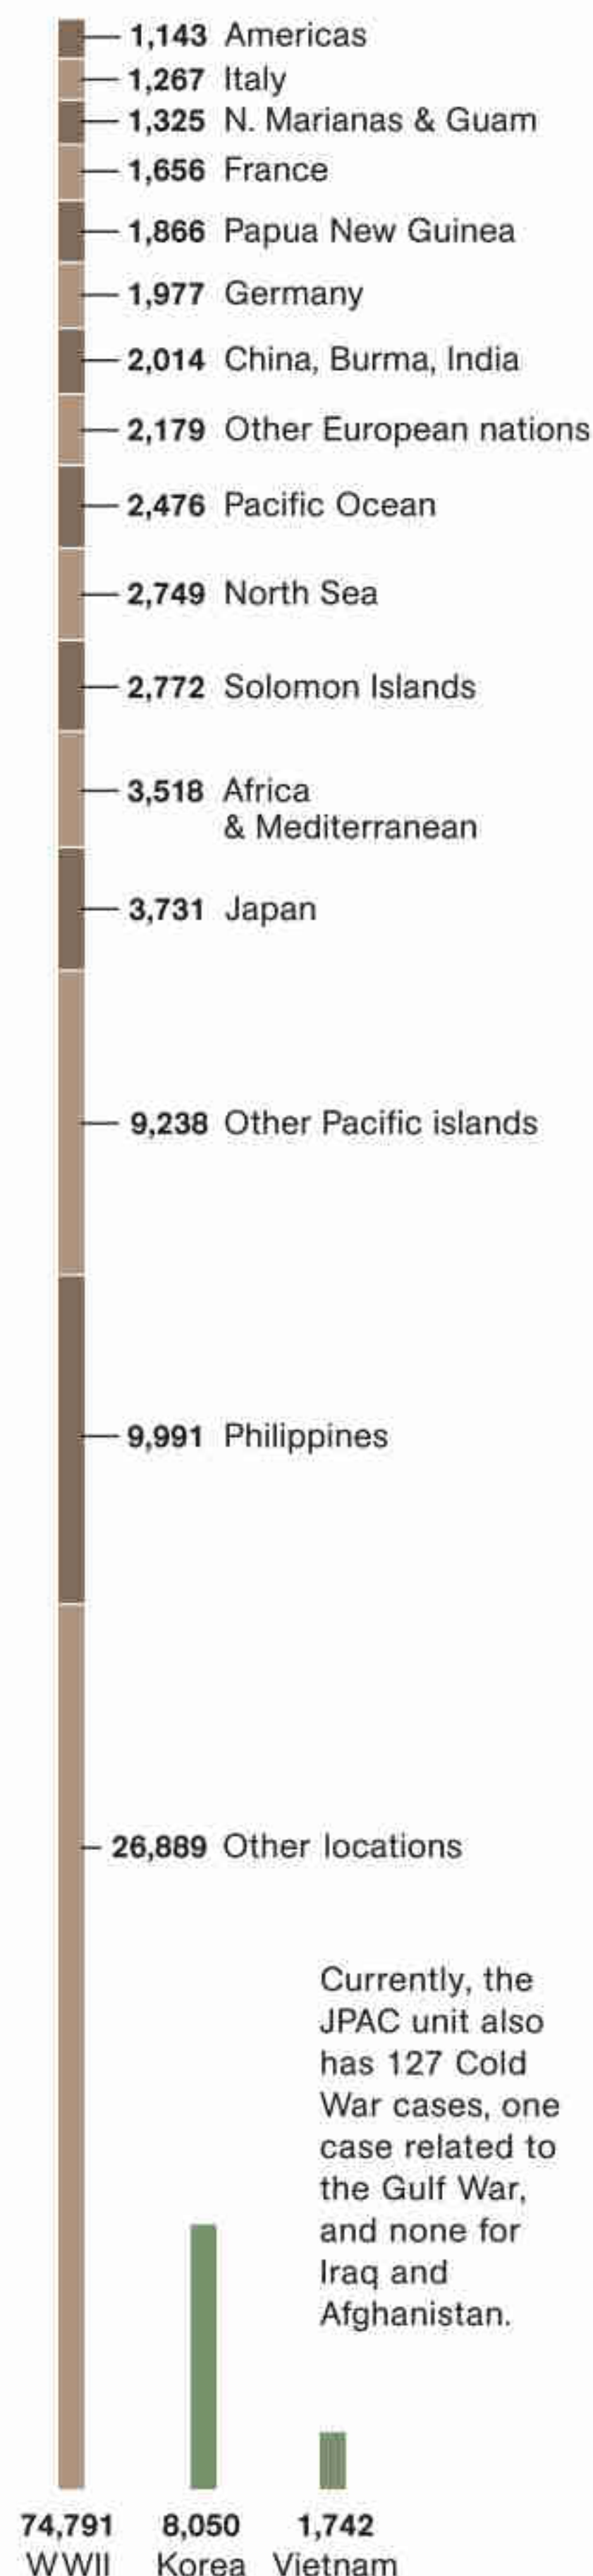 1,143 Americas
1,267 Italy
1,325 N. Marianas & Guam
1,656 France
1,866 Papua New Guinea
1,977 Germany
2,014 China, Burma, India
2,179 Other European nations
2,476 Pacific Ocean
2,749 North Sea
2,772 Solomon Islands
3,518 Africa
& Mediterranean
3,731 Japan
9,238 Other Pacific islands
9,991 Philippines
26,889 Other locations
Currently, the
JPAC unit also
has 127 Cold
War cases, one
case related to
the Gulf War,
and none for
Iraq and
Afghanistan.
74,791 8,050 1,742
WWII Korea Vietnam